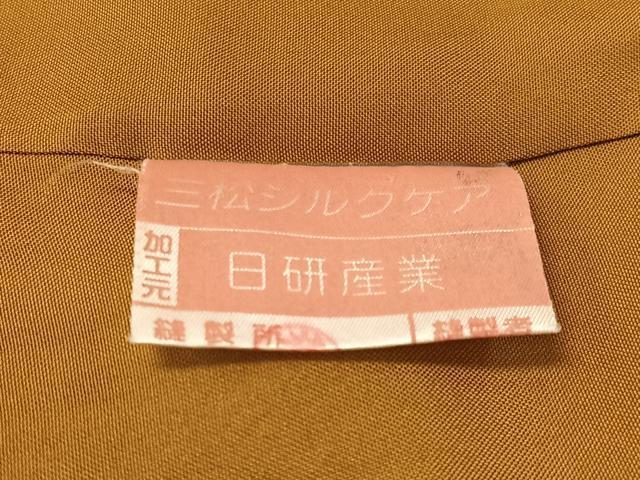 三松シルクケア
加工元 日研産業
縫製所 縫製者